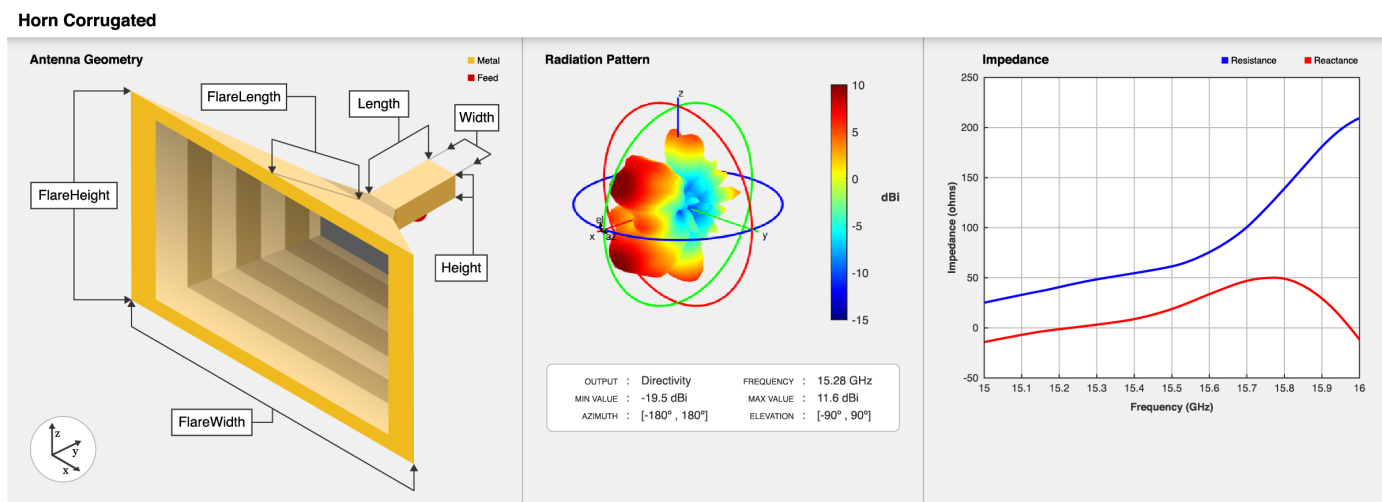 Horn Corrugated
Antenna Geometry
Metal
Feed
FlareLength
Length
Width
FlareHeight
Height
FlareWidth
z
y
x
Radiation Pattern
z
el
x
az
y
10
5
0
-5
-10
-15
dBi
OUTPUT : Directivity FREQUENCY : 15.28 GHz
MIN VALUE : -19.5 dBi MAX VALUE : 11.6 dBi
AZIMUTH : [-180° , 180°] ELEVATION : [-90° , 90°]
Impedance
Resistance
Reactance
250
200
150
100
50
0
-50
Impedance (ohms)
15 15.1 15.2 15.3 15.4 15.5 15.6 15.7 15.8 15.9 16
Frequency (GHz)